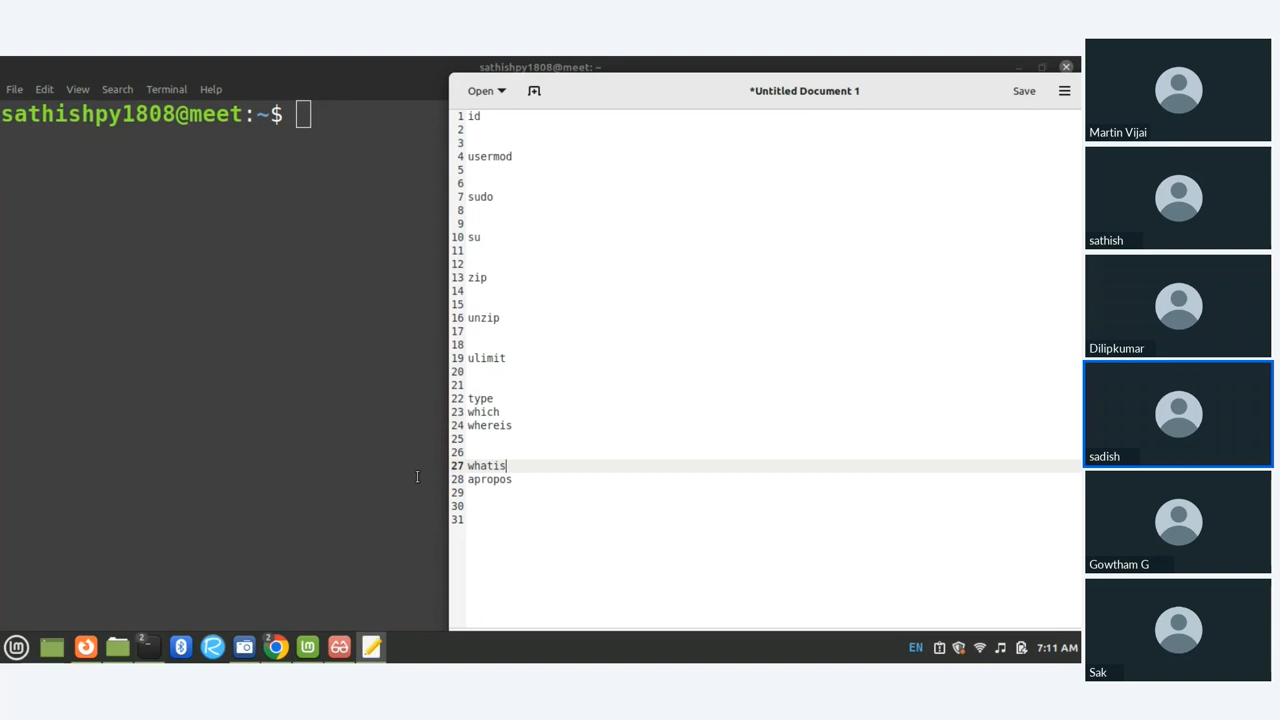 sathishpy1808@meet: ~
File Edit View Search Terminal Help
sathishpy1808@meet:~$
Open *Untitled Document 1 Save
1 id
2
3
4 usermod
5
6
7 sudo
8
9
10 su
11
12
13 zip
14
15
16 unzip
17
18
19 ulimit
20
21
22 type
23 which
24 whereis
25
26
27 whatis
28 apropos
29
30
31
2 2
EN 7:11 AM
Martin Vijai
sathish
Dilipkumar
sadish
Gowtham G
Sak